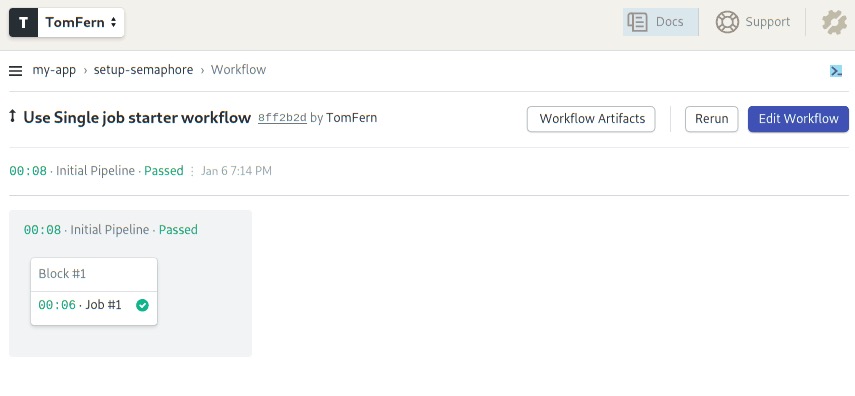 T TomFern Docs Support
my-app › setup-semaphore › Workflow
Use Single job starter workflow 8ff2b2d by TomFern Workflow Artifacts Rerun Edit Workflow
00:08 · Initial Pipeline · Passed ⋮ Jan 6 7:14 PM
00:08 · Initial Pipeline · Passed
Block #1
00:06 · Job #1